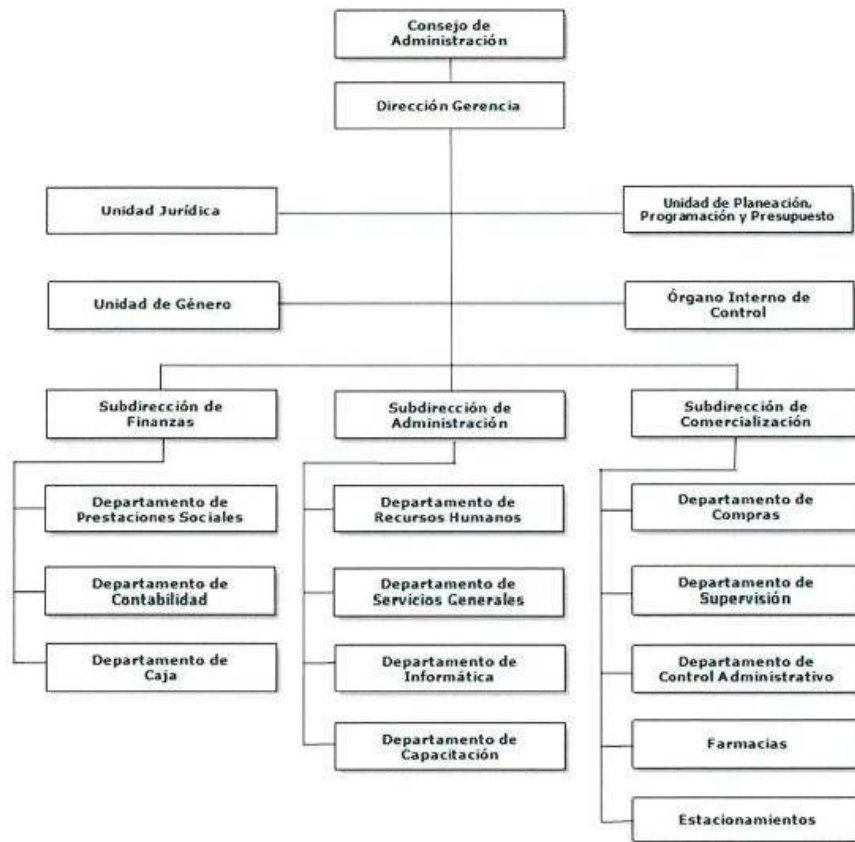 Consejo de
Administración
Dirección Gerencia
Unidad Jurídica
Unidad de Planeación,
Programación y Presupuesto
Unidad de Género
Órgano Interno de
Control
Subdirección de
Finanzas
Subdirección de
Administración
Subdirección de
Comercialización
Departamento de
Prestaciones Sociales
Departamento de
Contabilidad
Departamento de
Caja
Departamento de
Recursos Humanos
Departamento de
Servicios Generales
Departamento de
Informática
Departamento de
Capacitación
Departamento de
Compras
Departamento de
Supervisión
Departamento de
Control Administrativo
Farmacias
Estacionamientos